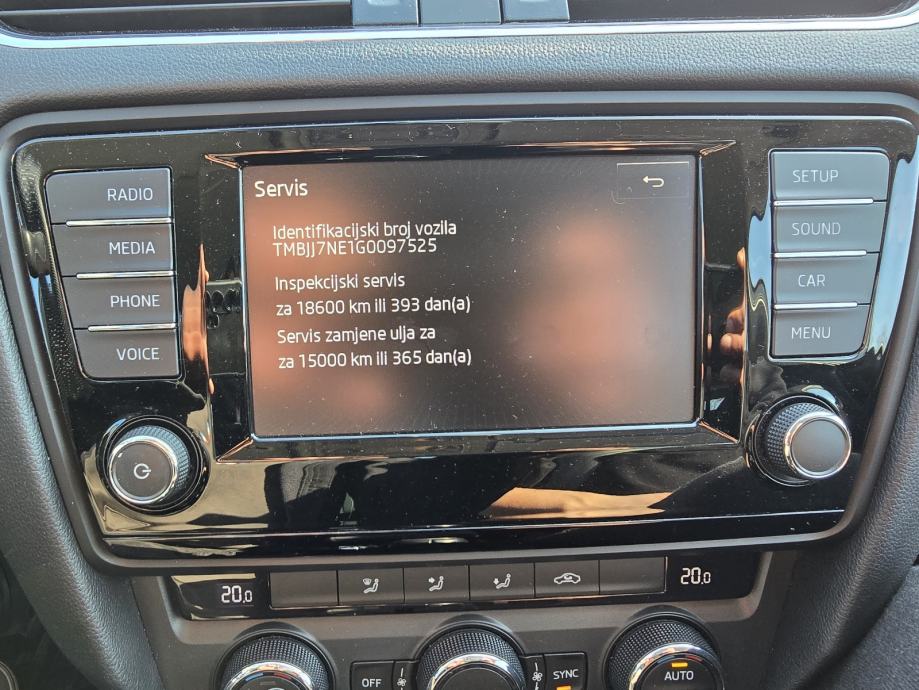 Servis
Identifikacijski broj vozila
TMBJJ7NE1G0097525
Inspekcijski servis
za 18600 km ili 393 dan(a)
Servis zamjene ulja za
za 15000 km ili 365 dan(a)
RADIO
MEDIA
PHONE
VOICE
SETUP
SOUND
CAR
MENU
20.0
20.0
OFF
SYNC
AUTO